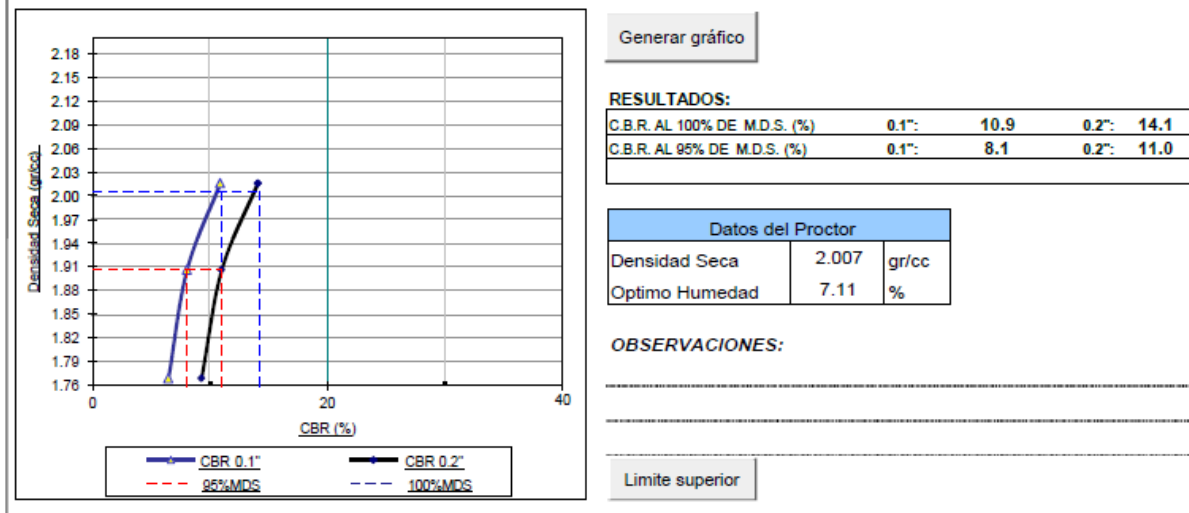 2.18
2.15
2.12
2.09
2.06
2.03
2.00
1.97
1.94
1.91
1.88
1.85
1.82
1.79
1.76
Densidad Seca (gr/cc)
0 20 40
CBR (%)
CBR 0.1" CBR 0.2"
95%MDS 100%MDS
Generar gráfico
RESULTADOS:
C.B.R. AL 100% DE M.D.S. (%) 0.1": 10.9 0.2": 14.1
C.B.R. AL 95% DE M.D.S. (%) 0.1": 8.1 0.2": 11.0
Datos del Proctor
Densidad Seca 2.007 gr/cc
Optimo Humedad 7.11 %
OBSERVACIONES:
Limite superior